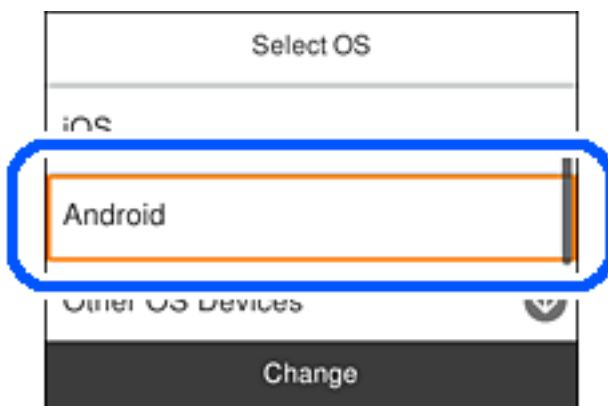 Select OS
iOS
Android
Other OS Devices
Change